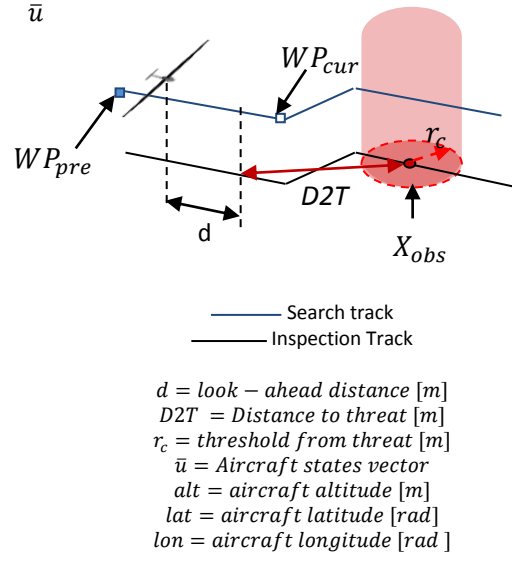 ū
WP_cur
WP_pre
r_c
D2T
d
X_obs
Search track
Inspection Track
d = look − ahead distance [m]
D2T = Distance to threat [m]
r_c = threshold from threat [m]
ū = Aircraft states vector
alt = aircraft altitude [m]
lat = aircraft latitude [rad]
lon = aircraft longitude [rad ]